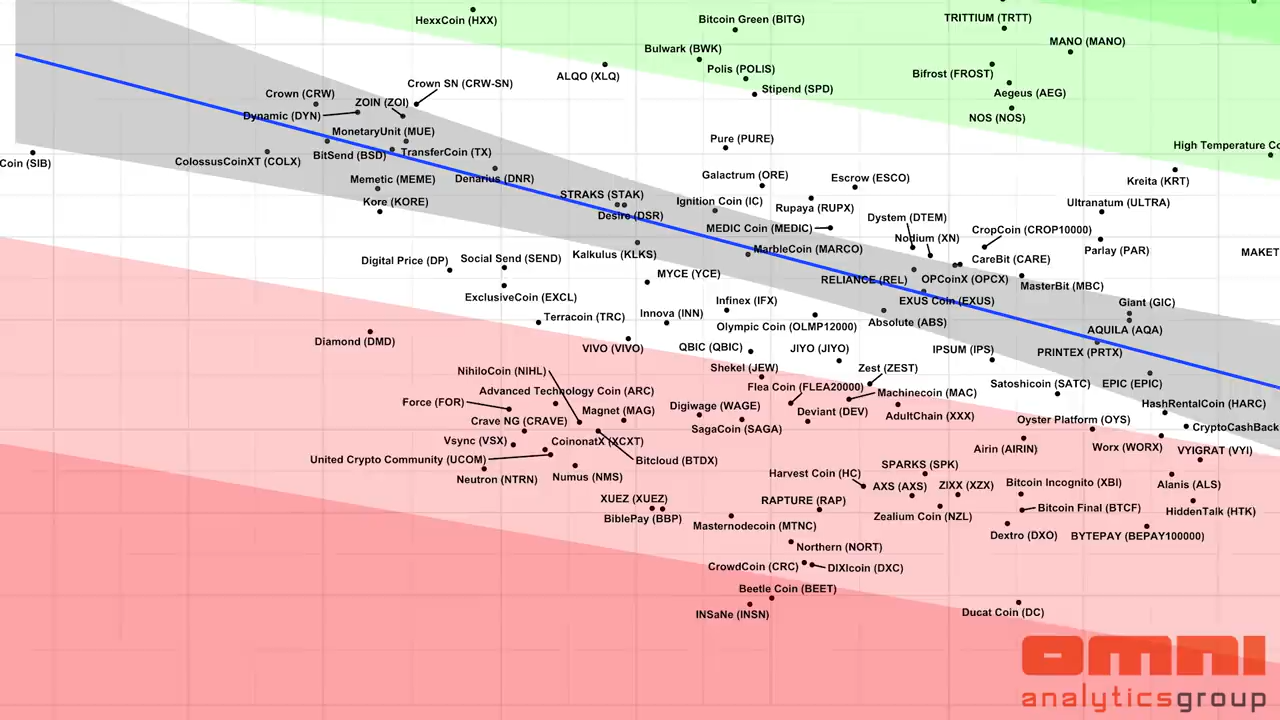 HexxCoin (HXX)
Bitcoin Green (BITG)
TRITTIUM (TRTT)
MANO (MANO)
Bulwark (BWK)
ALQO (XLQ)
Polis (POLIS)
Bifrost (FROST)
Crown SN (CRW-SN)
Stipend (SPD)
Aegeus (AEG)
Crown (CRW)
ZOIN (ZOI)
Dynamic (DYN)
NOS (NOS)
MonetaryUnit (MUE)
Pure (PURE)
High Temperature Co
BitSend (BSD)
TransferCoin (TX)
Coin (SIB)
ColossusCoinXT (COLX)
Memetic (MEME)
Denarius (DNR)
Galactrum (ORE)
Escrow (ESCO)
Kreita (KRT)
STRAKS (STAK)
Kore (KORE)
Ignition Coin (IC)
Rupaya (RUPX)
Ultranatum (ULTRA)
Desire (DSR)
Dystem (DTEM)
MEDIC Coin (MEDIC)
CropCoin (CROP10000)
Nodium (XN)
Kalkulus (KLKS)
MarbleCoin (MARCO)
Parlay (PAR)
MAKET
Digital Price (DP)
Social Send (SEND)
CareBit (CARE)
MYCE (YCE)
RELIANCE (REL)
OPCoinX (OPCX)
MasterBit (MBC)
ExclusiveCoin (EXCL)
Infinex (IFX)
EXUS Coin (EXUS)
Giant (GIC)
Terracoin (TRC)
Innova (INN)
Olympic Coin (OLMP12000)
Absolute (ABS)
AQUILA (AQA)
Diamond (DMD)
VIVO (VIVO)
QBIC (QBIC)
JIYO (JIYO)
IPSUM (IPS)
PRINTEX (PRTX)
NihiloCoin (NIHL)
Shekel (JEW)
Zest (ZEST)
Advanced Technology Coin (ARC)
Flea Coin (FLEA20000)
Machinecoin (MAC)
Satoshicoin (SATC)
EPIC (EPIC)
Force (FOR)
Magnet (MAG)
Digiwage (WAGE)
Deviant (DEV)
AdultChain (XXX)
HashRentalCoin (HARC)
Crave NG (CRAVE)
SagaCoin (SAGA)
Oyster Platform (OYS)
CryptoCashBack
Vsync (VSX)
CoinonatX (XCXT)
Airin (AIRIN)
Worx (WORX)
VYIGRAT (VYI)
United Crypto Community (UCOM)
Bitcloud (BTDX)
SPARKS (SPK)
Neutron (NTRN)
Numus (NMS)
Harvest Coin (HC)
AXS (AXS)
ZIXX (XZX)
Bitcoin Incognito (XBI)
Alanis (ALS)
XUEZ (XUEZ)
RAPTURE (RAP)
Bitcoin Final (BTCF)
HiddenTalk (HTK)
BiblePay (BBP)
Masternodecoin (MTNC)
Zealium Coin (NZL)
Dextro (DXO)
BYTEPAY (BEPAY100000)
Northern (NORT)
CrowdCoin (CRC)
DIXIcoin (DXC)
Beetle Coin (BEET)
INSaNe (INSN)
Ducat Coin (DC)
omni
analyticsgroup